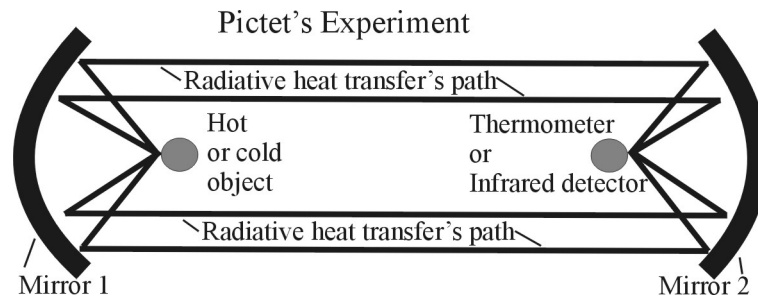 Pictet's Experiment
Radiative heat transfer's path
Hot
or cold
object
Thermometer
or
Infrared detector
Radiative heat transfer's path
Mirror 1
Mirror 2